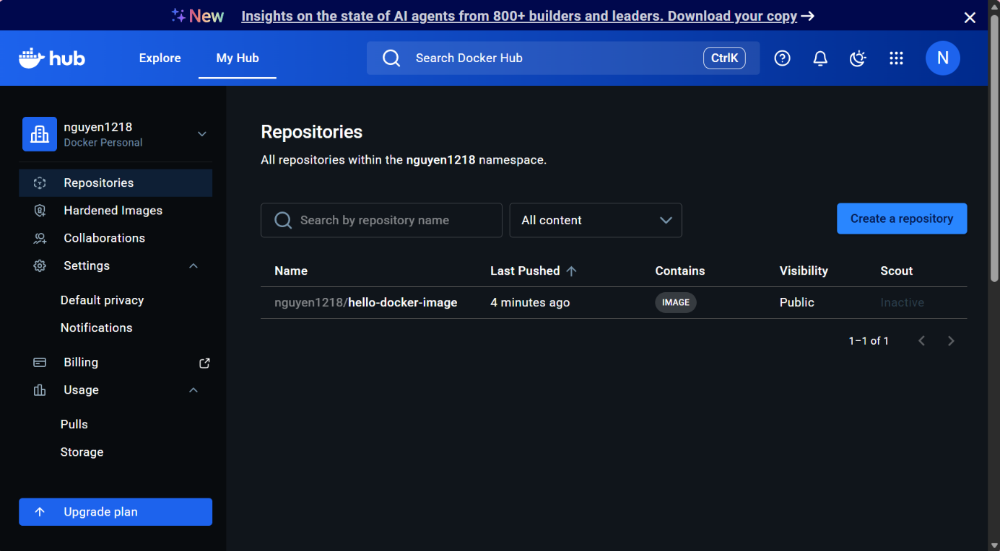 New Insights on the state of AI agents from 800+ builders and leaders. Download your copy →
hub Explore My Hub Search Docker Hub CtrlK N
nguyen1218
Docker Personal
Repositories
Hardened Images
Collaborations
Settings
Default privacy
Notifications
Billing
Usage
Pulls
Storage
Upgrade plan
Repositories
All repositories within the nguyen1218 namespace.
Search by repository name All content Create a repository
Name Last Pushed Contains Visibility Scout
nguyen1218/hello-docker-image 4 minutes ago IMAGE Public Inactive
1–1 of 1